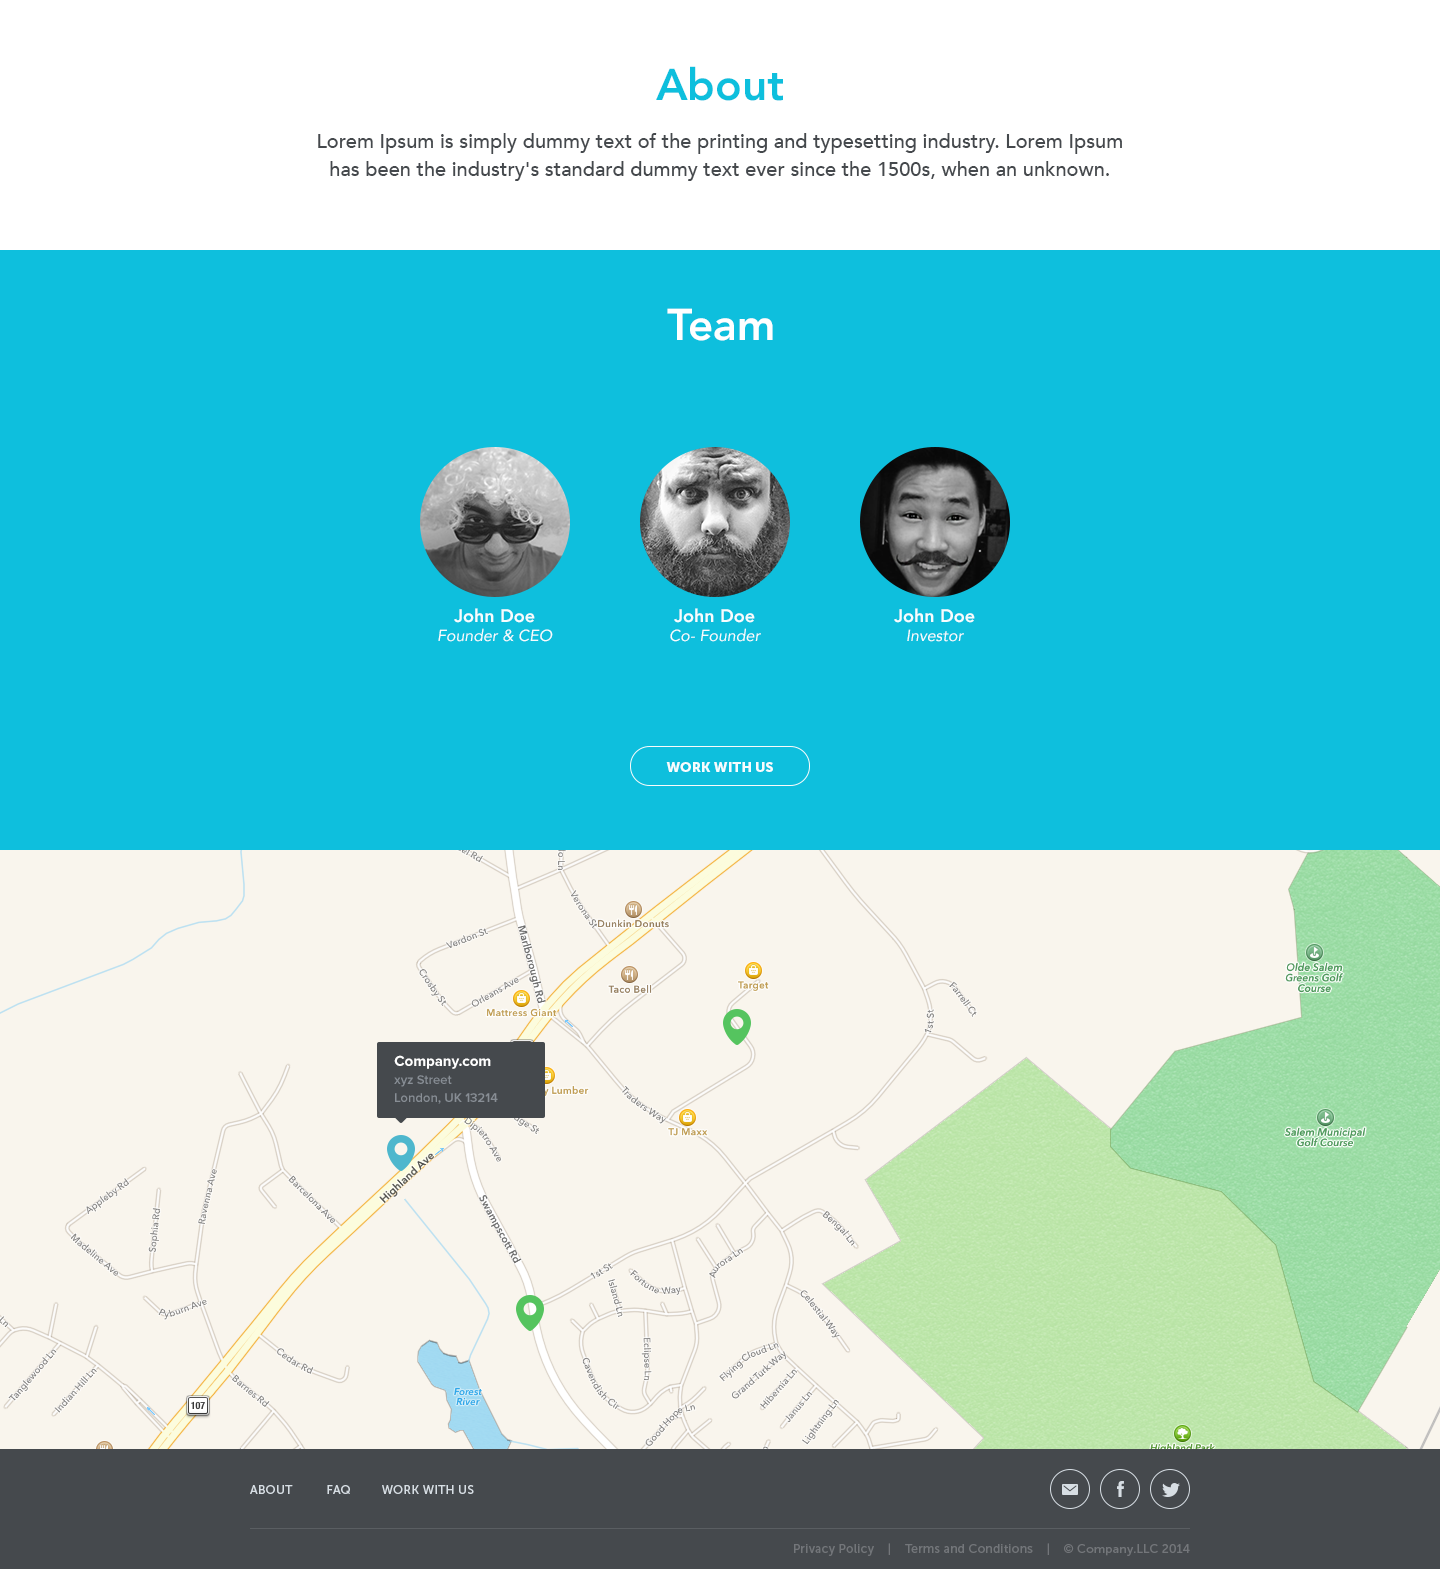 About
Lorem Ipsum is simply dummy text of the printing and typesetting industry. Lorem Ipsum
has been the industry's standard dummy text ever since the 1500s, when an unknown.
Team
John Doe
Founder & CEO
John Doe
Co- Founder
John Doe
Investor
WORK WITH US
Rd
Ln
Verona St
Dunkin Donuts
Verdon St
Marlborough Rd
Crosby St
Orleans Ave
Taco Bell
Target
Mattress Giant
Farrell Ct
1st St
Olde Salem
Greens Golf
Course
Company.com
xyz Street
London, UK 13214
Lumber
Traders Way
TJ Maxx
St
Dipietro Ave
Salem Municipal
Golf Course
Highland Ave
Appleby Rd
Sophia Rd
Ravenna Ave
Barcelona Ave
Madeline Ave
Swampscott Rd
Bengal Ln
Aurora Ln
1st St
Fortune Way
Island Ln
Pyburn Ave
Celestial Way
Ln
Eclipse Ln
Cedar Rd
Flying Cloud Ln
Grand Turk Way
Hibernia Ln
Cavendish Cir
Tanglewood Ln
Indian Hill Ln
Barnes Rd
Forest
River
Janus Ln
Lightning Ln
Good Hope Ln
107
Highland Park
ABOUT
FAQ
WORK WITH US
Privacy Policy | Terms and Conditions | © Company.LLC 2014